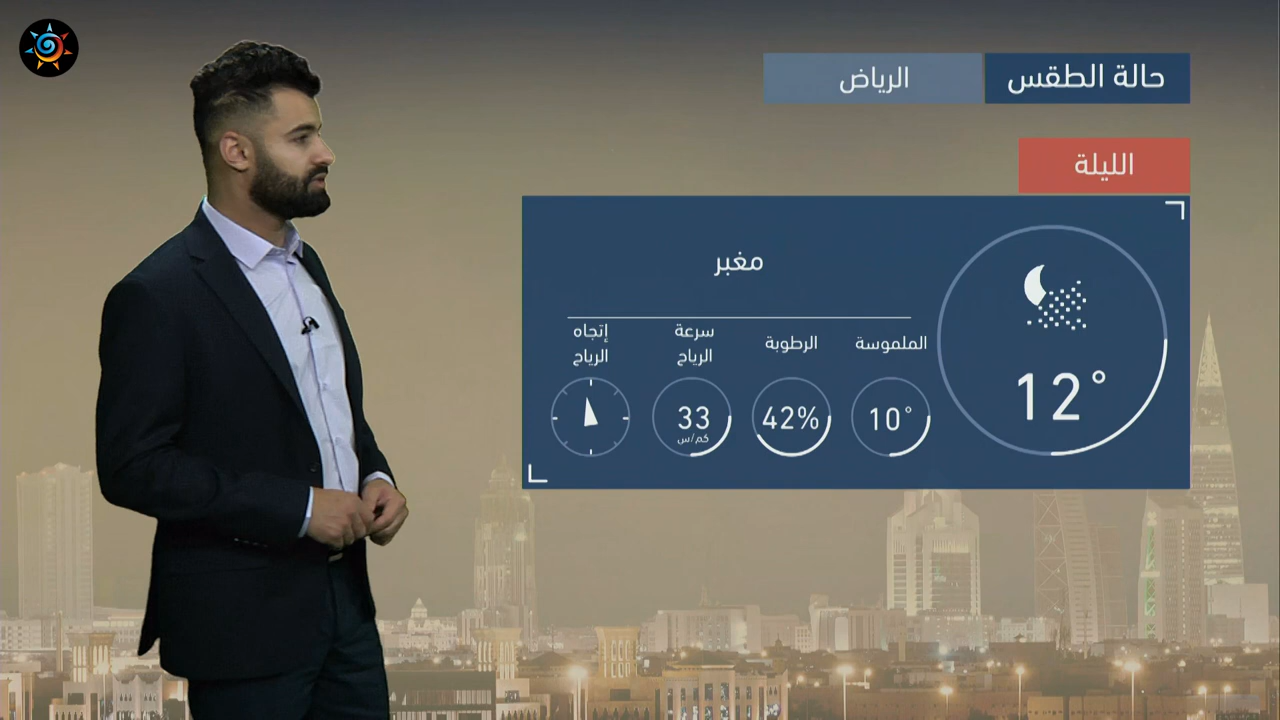 حالة الطقس
الرياض
الليلة
12°
مغبر
الملموسة
10°
الرطوبة
42%
سرعة
الرياح
33
كم/س
إتجاه
الرياح